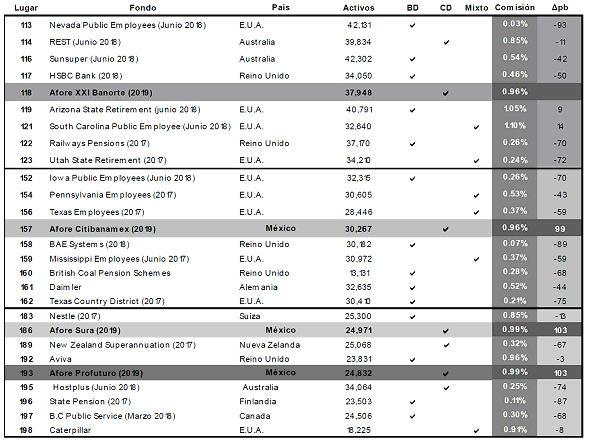 Lugar Fondo Pais Activos BD CD Mixto Comisión Δpb
113 Nevada Public Employees (Junio 2018) E.U.A. 42,131 ✓ 0.03% -93
114 REST (Junio 2018) Australia 39,834 ✓ 0.85% -11
116 Sunsuper (Junio 2018) Australia 42,302 ✓ 0.54% -42
117 HSBC Bank (2018) Reino Unido 34,050 ✓ 0.46% -50
118 Afore XXI Banorte (2019) 37,948 ✓ 0.96%
119 Arizona State Retirement (junio 2018) E.U.A. 40,791 ✓ 1.05% 9
121 South Carolina Public Employee (Junio 2018) E.U.A. 32,640 ✓ 1.10% 14
122 Railways Pensions (2017) Reino Unido 37,170 ✓ 0.26% -70
123 Utah State Retirement (2017) E.U.A. 34,210 ✓ 0.24% -72
152 Iowa Public Employees (Junio 2018) E.U.A. 32,315 ✓ 0.26% -70
154 Pennsylvania Employees (2017) E.U.A. 30,605 ✓ 0.53% -43
156 Texas Employees (2017) E.U.A. 28,446 ✓ 0.37% -59
157 Afore Citibanamex (2019) México 30,267 ✓ 0.96% 99
158 BAE Systems (2018) Reino Unido 30,182 ✓ 0.07% -89
159 Mississippi Employees (Junio 2017) E.U.A. 30,972 ✓ 0.37% -59
160 British Coal Pension Schemes Reino Unido 13,131 ✓ 0.28% -68
161 Daimler Alemania 32,635 ✓ 0.52% -44
162 Texas Country District (2017) E.U.A. 30,410 ✓ 0.21% -75
183 Nestle (2017) Suiza 25,300 ✓ 0.85% -13
186 Afore Sura (2019) México 24,971 ✓ 0.99% 103
189 New Zealand Superannuation (2017) Nueva Zelanda 25,068 ✓ 0.32% -67
192 Aviva Reino Unido 23,831 ✓ 0.96% -3
193 Afore Profuturo (2019) México 24,832 ✓ 0.99% 103
195 Hostplus (Junio 2018) Australia 34,064 ✓ 0.25% -74
196 State Pension (2017) Finlandia 23,503 ✓ 0.11% -87
197 B.C Public Service (Marzo 2018) Canada 24,506 ✓ 0.30% -68
198 Caterpillar E.U.A. 18,225 ✓ 0.91% -8